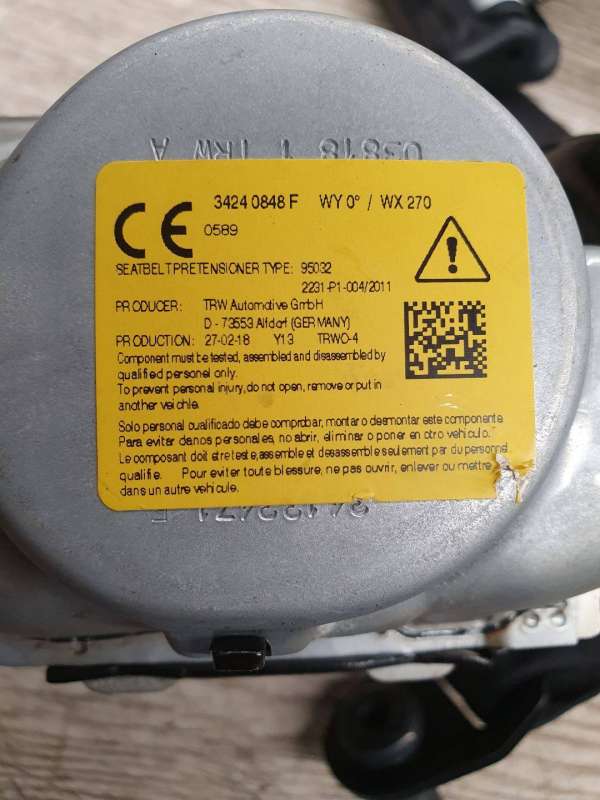 03818 1 TRW A
34240848 F WY 0° / WX 270
CE 0589
SEATBELT PRETENSIONER TYPE: 95032
2231-P1-004/2011
PRODUCER: TRW Automotive GmbH
D - 73553 Alfdorf (GERMANY)
PRODUCTION: 27-02-18 Y13 TRWO-4
Component must be tested, assembled and disassembled by
qualified personel only.
To prevent personal injury, do not open, remove or put in
another veichle.
Solo personal cualificado debe comprobar, montar o desmontar este componente.
Para evitar danos personales, no abrir, eliminar o poner en otro vehiculo.
Le composant doit etre teste, assemble et desassemble seulement par du personnel
qualifie. Pour eviter toute blessure, ne pas ouvrir, enlever ou mettre
dans un autre vehicule.